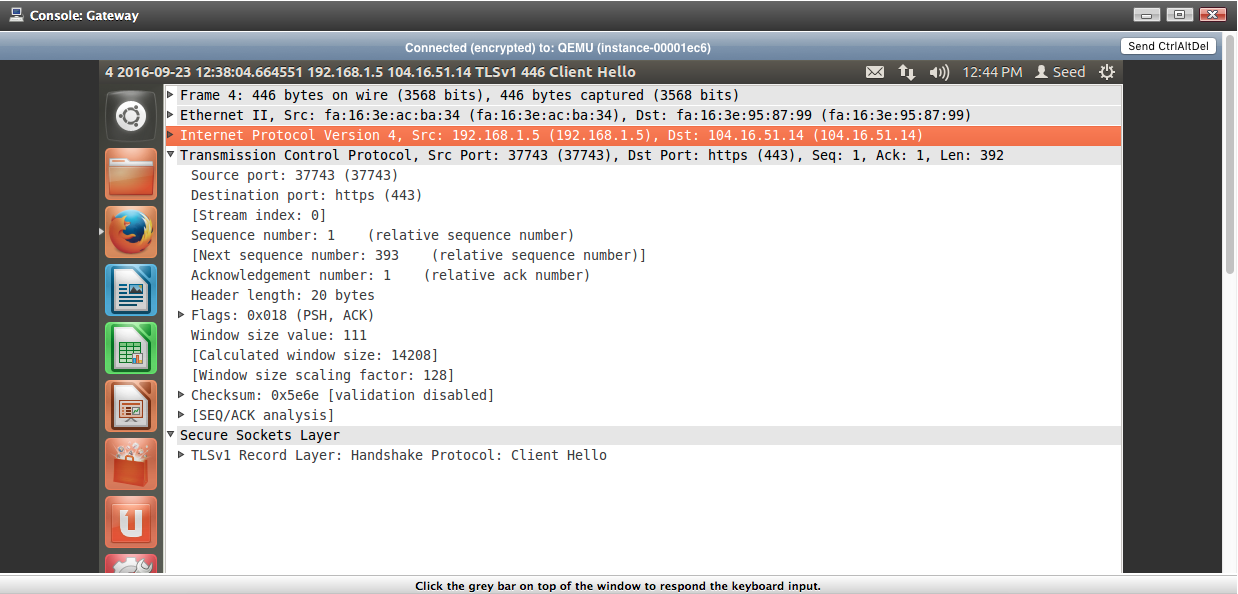 Console: Gateway
Connected (encrypted) to: QEMU (instance-00001ec6)
Send CtrlAltDel
4 2016-09-23 12:38:04.664551 192.168.1.5 104.16.51.14 TLSv1 446 Client Hello
12:44 PM Seed
Frame 4: 446 bytes on wire (3568 bits), 446 bytes captured (3568 bits)
Ethernet II, Src: fa:16:3e:ac:ba:34 (fa:16:3e:ac:ba:34), Dst: fa:16:3e:95:87:99 (fa:16:3e:95:87:99)
Internet Protocol Version 4, Src: 192.168.1.5 (192.168.1.5), Dst: 104.16.51.14 (104.16.51.14)
Transmission Control Protocol, Src Port: 37743 (37743), Dst Port: https (443), Seq: 1, Ack: 1, Len: 392
Source port: 37743 (37743)
Destination port: https (443)
[Stream index: 0]
Sequence number: 1    (relative sequence number)
[Next sequence number: 393    (relative sequence number)]
Acknowledgement number: 1    (relative ack number)
Header length: 20 bytes
Flags: 0x018 (PSH, ACK)
Window size value: 111
[Calculated window size: 14208]
[Window size scaling factor: 128]
Checksum: 0x5e6e [validation disabled]
[SEQ/ACK analysis]
Secure Sockets Layer
TLSv1 Record Layer: Handshake Protocol: Client Hello
Click the grey bar on top of the window to respond the keyboard input.